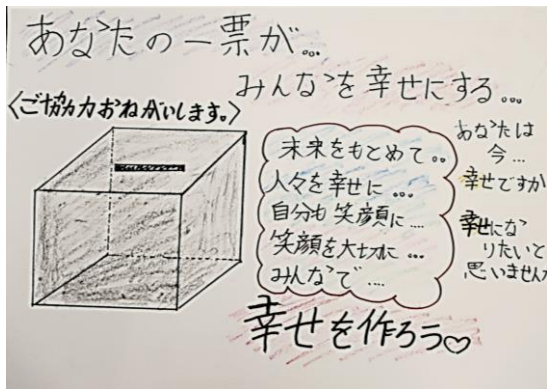 あなたの一票が...
みんなを幸せにする...
〈ご協力おねがいします。〉
未来をもとめて..
人々を幸せに...
自分も笑顔に...
笑顔を大切に...
みんなで....
あなたは
今...
幸せですか
幸せにな
りたいと
思いません
幸せを作ろう♡